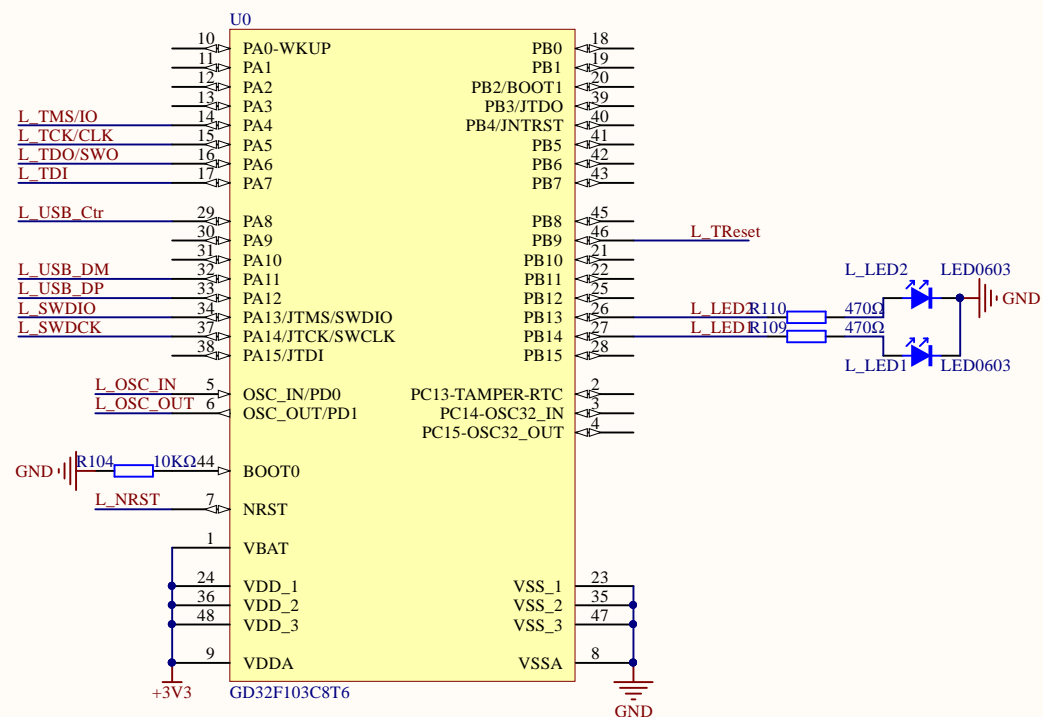 U0
10 PA0-WKUP PB0 18
11 PA1 PB1 19
12 PA2 PB2/BOOT1 20
13 PA3 PB3/JTDO 39
L_TMS/IO 14 PA4 PB4/JNTRST 40
L_TCK/CLK 15 PA5 PB5 41
L_TDO/SWO 16 PA6 PB6 42
L_TDI 17 PA7 PB7 43
L_USB_Ctr 29 PA8 PB8 45
30 PA9 PB9 46 L_TReset
31 PA10 PB10 21
L_USB_DM 32 PA11 PB11 22 L_LED2 LED0603
L_USB_DP 33 PA12 PB12 25 GND
L_SWDIO 34 PA13/JTMS/SWDIO PB13 26 L_LED2 R110 470Ω
L_SWDCK 37 PA14/JTCK/SWCLK PB14 27 L_LED1 R109 470Ω
38 PA15/JTDI PB15 28 L_LED1 LED0603
L_OSC_IN 5 OSC_IN/PD0 PC13-TAMPER-RTC 2
L_OSC_OUT 6 OSC_OUT/PD1 PC14-OSC32_IN 3
PC15-OSC32_OUT 4
GND R104 10KΩ 44 BOOT0
L_NRST 7 NRST
1 VBAT
24 VDD_1 VSS_1 23
36 VDD_2 VSS_2 35
48 VDD_3 VSS_3 47
9 VDDA VSSA 8
+3V3 GD32F103C8T6 GND